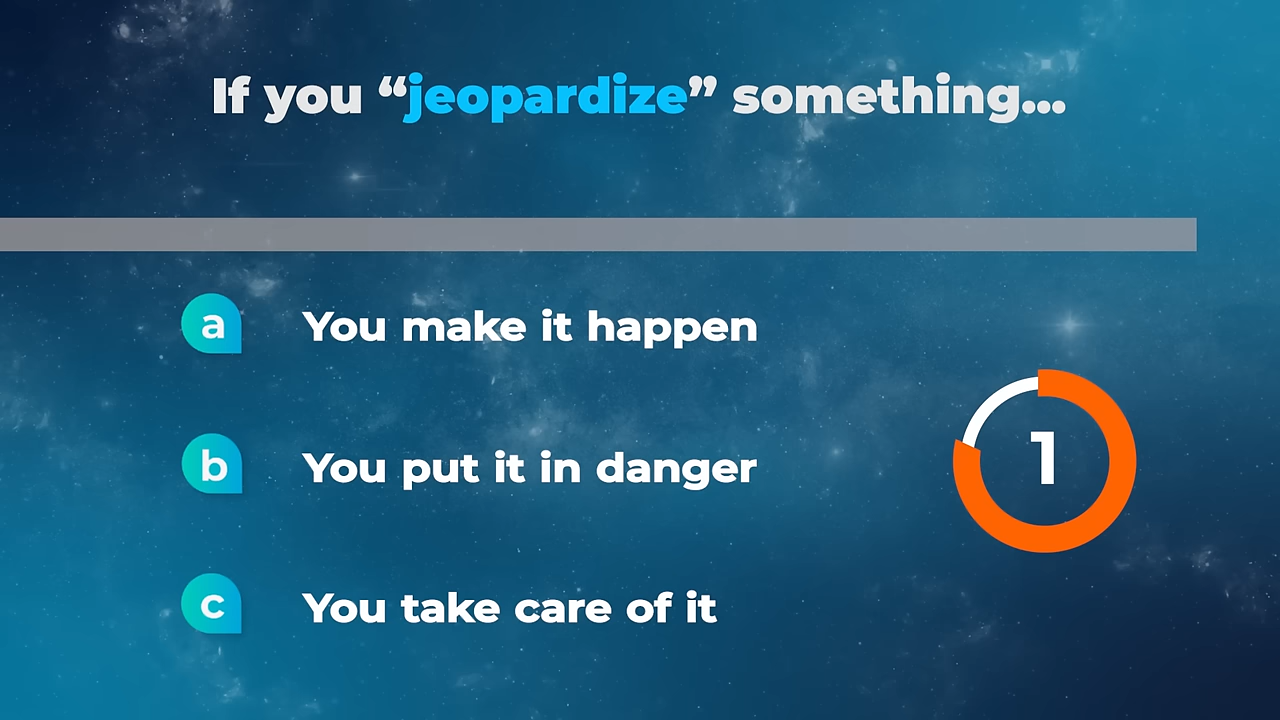 If you “jeopardize” something...
a You make it happen
b You put it in danger
1
c You take care of it